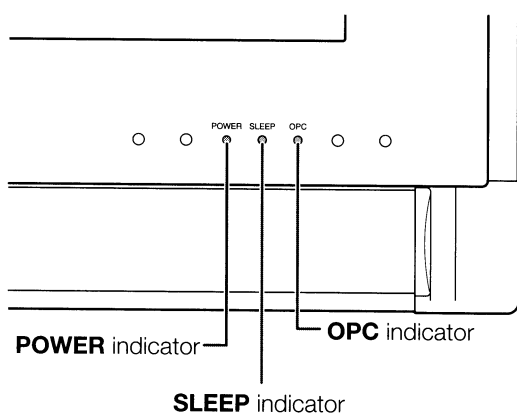 POWER SLEEP OPC
POWER indicator
OPC indicator
SLEEP indicator